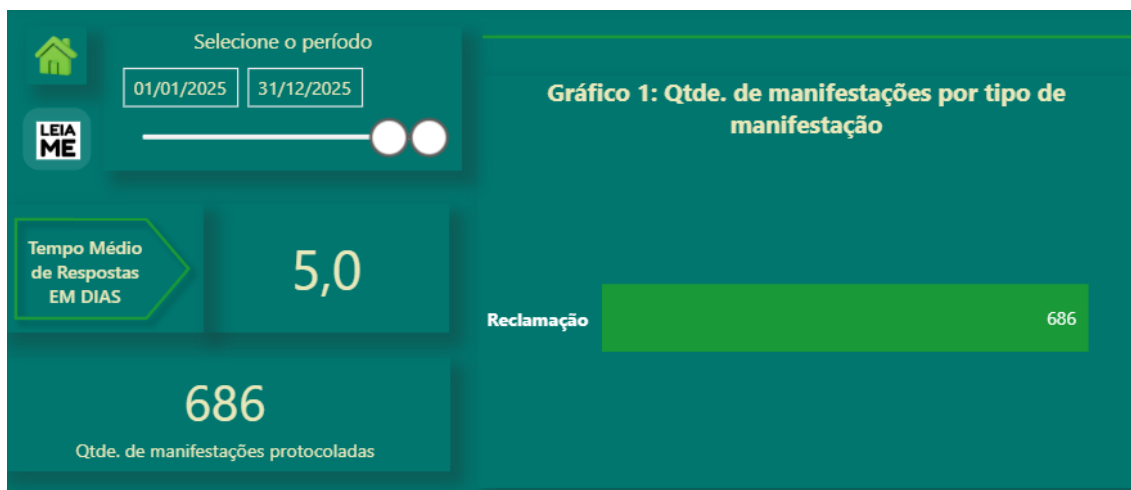 Selecione o período
01/01/2025 31/12/2025
LEIA
ME
Tempo Médio
de Respostas
EM DIAS
5,0
686
Qtde. de manifestações protocoladas
Gráfico 1: Qtde. de manifestações por tipo de
manifestação
Reclamação 686